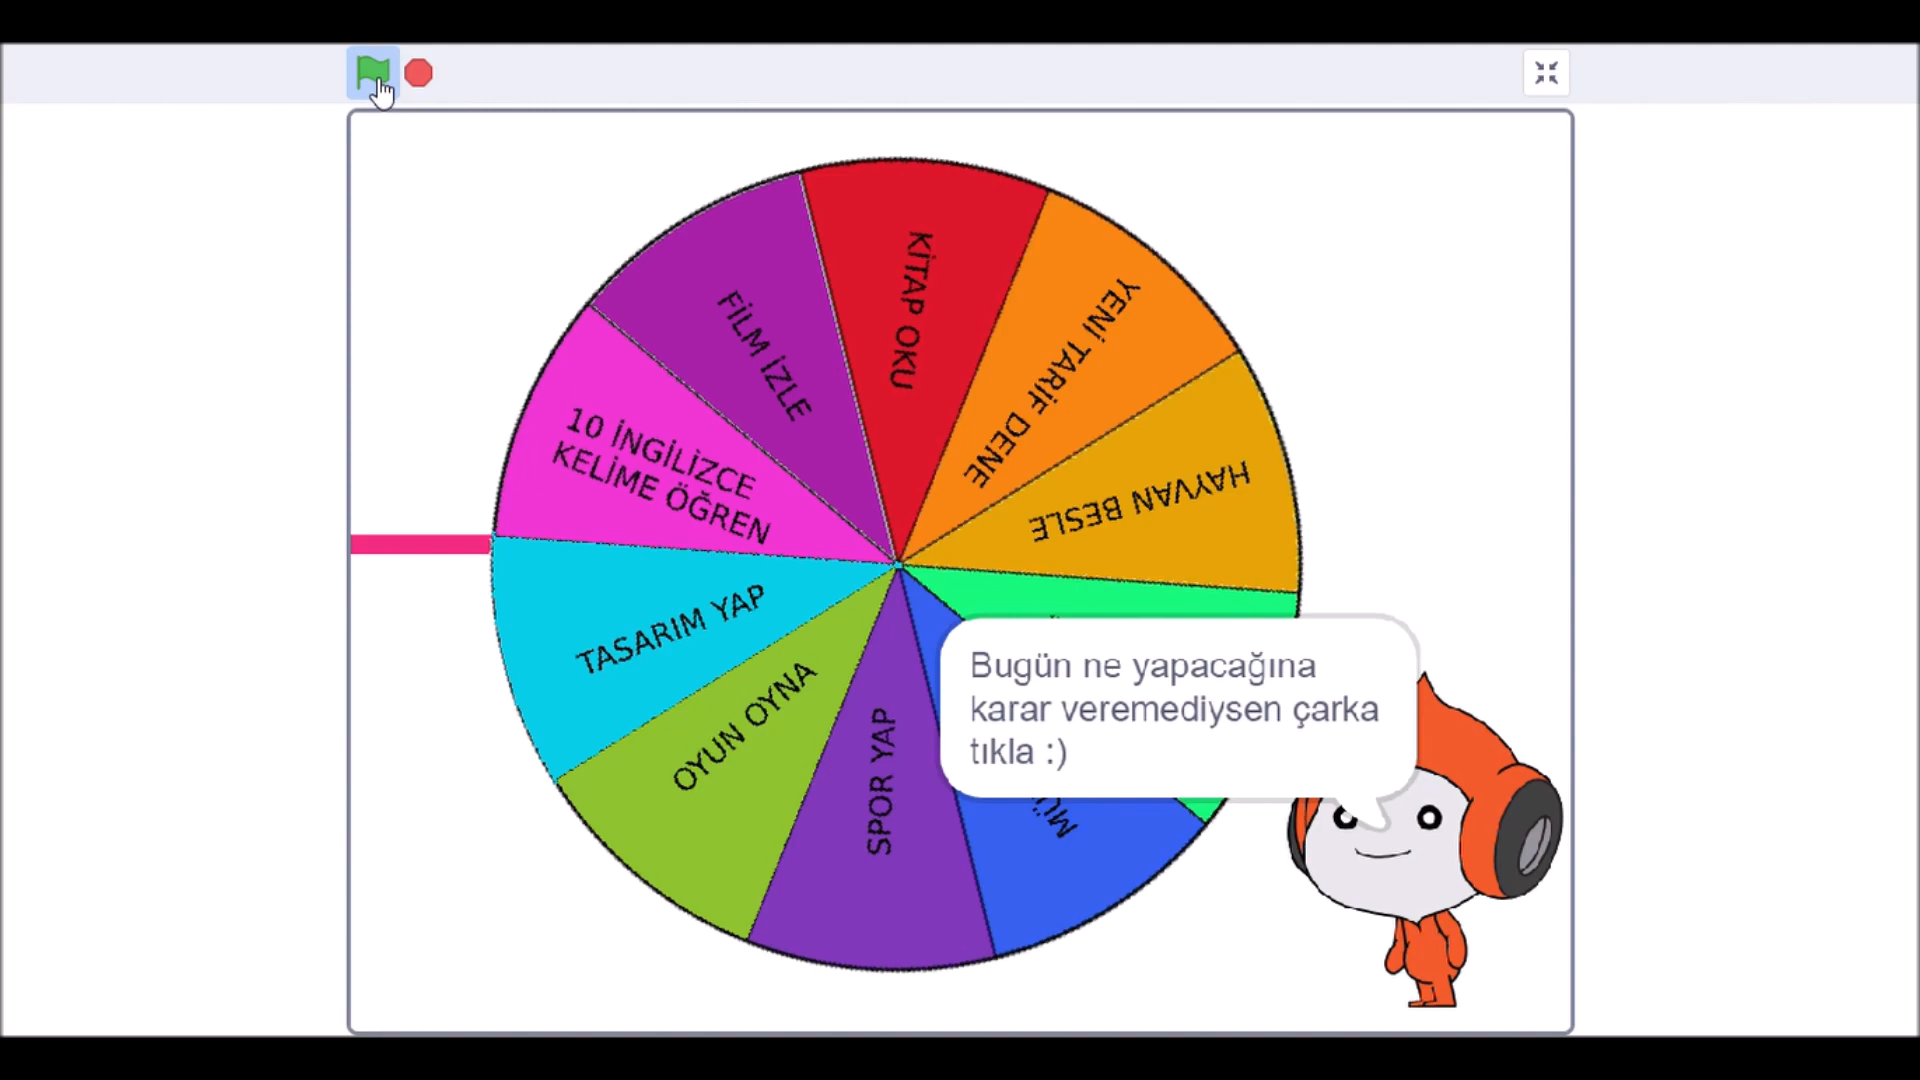 KİTAP OKU
YENİ TARİF DENE
HAYVAN BESLE
FİLM İZLE
10 İNGİLİZCE
KELİME ÖĞREN
TASARIM YAP
OYUN OYNA
SPOR YAP
Bugün ne yapacağına
karar veremediysen çarka
tıkla :)